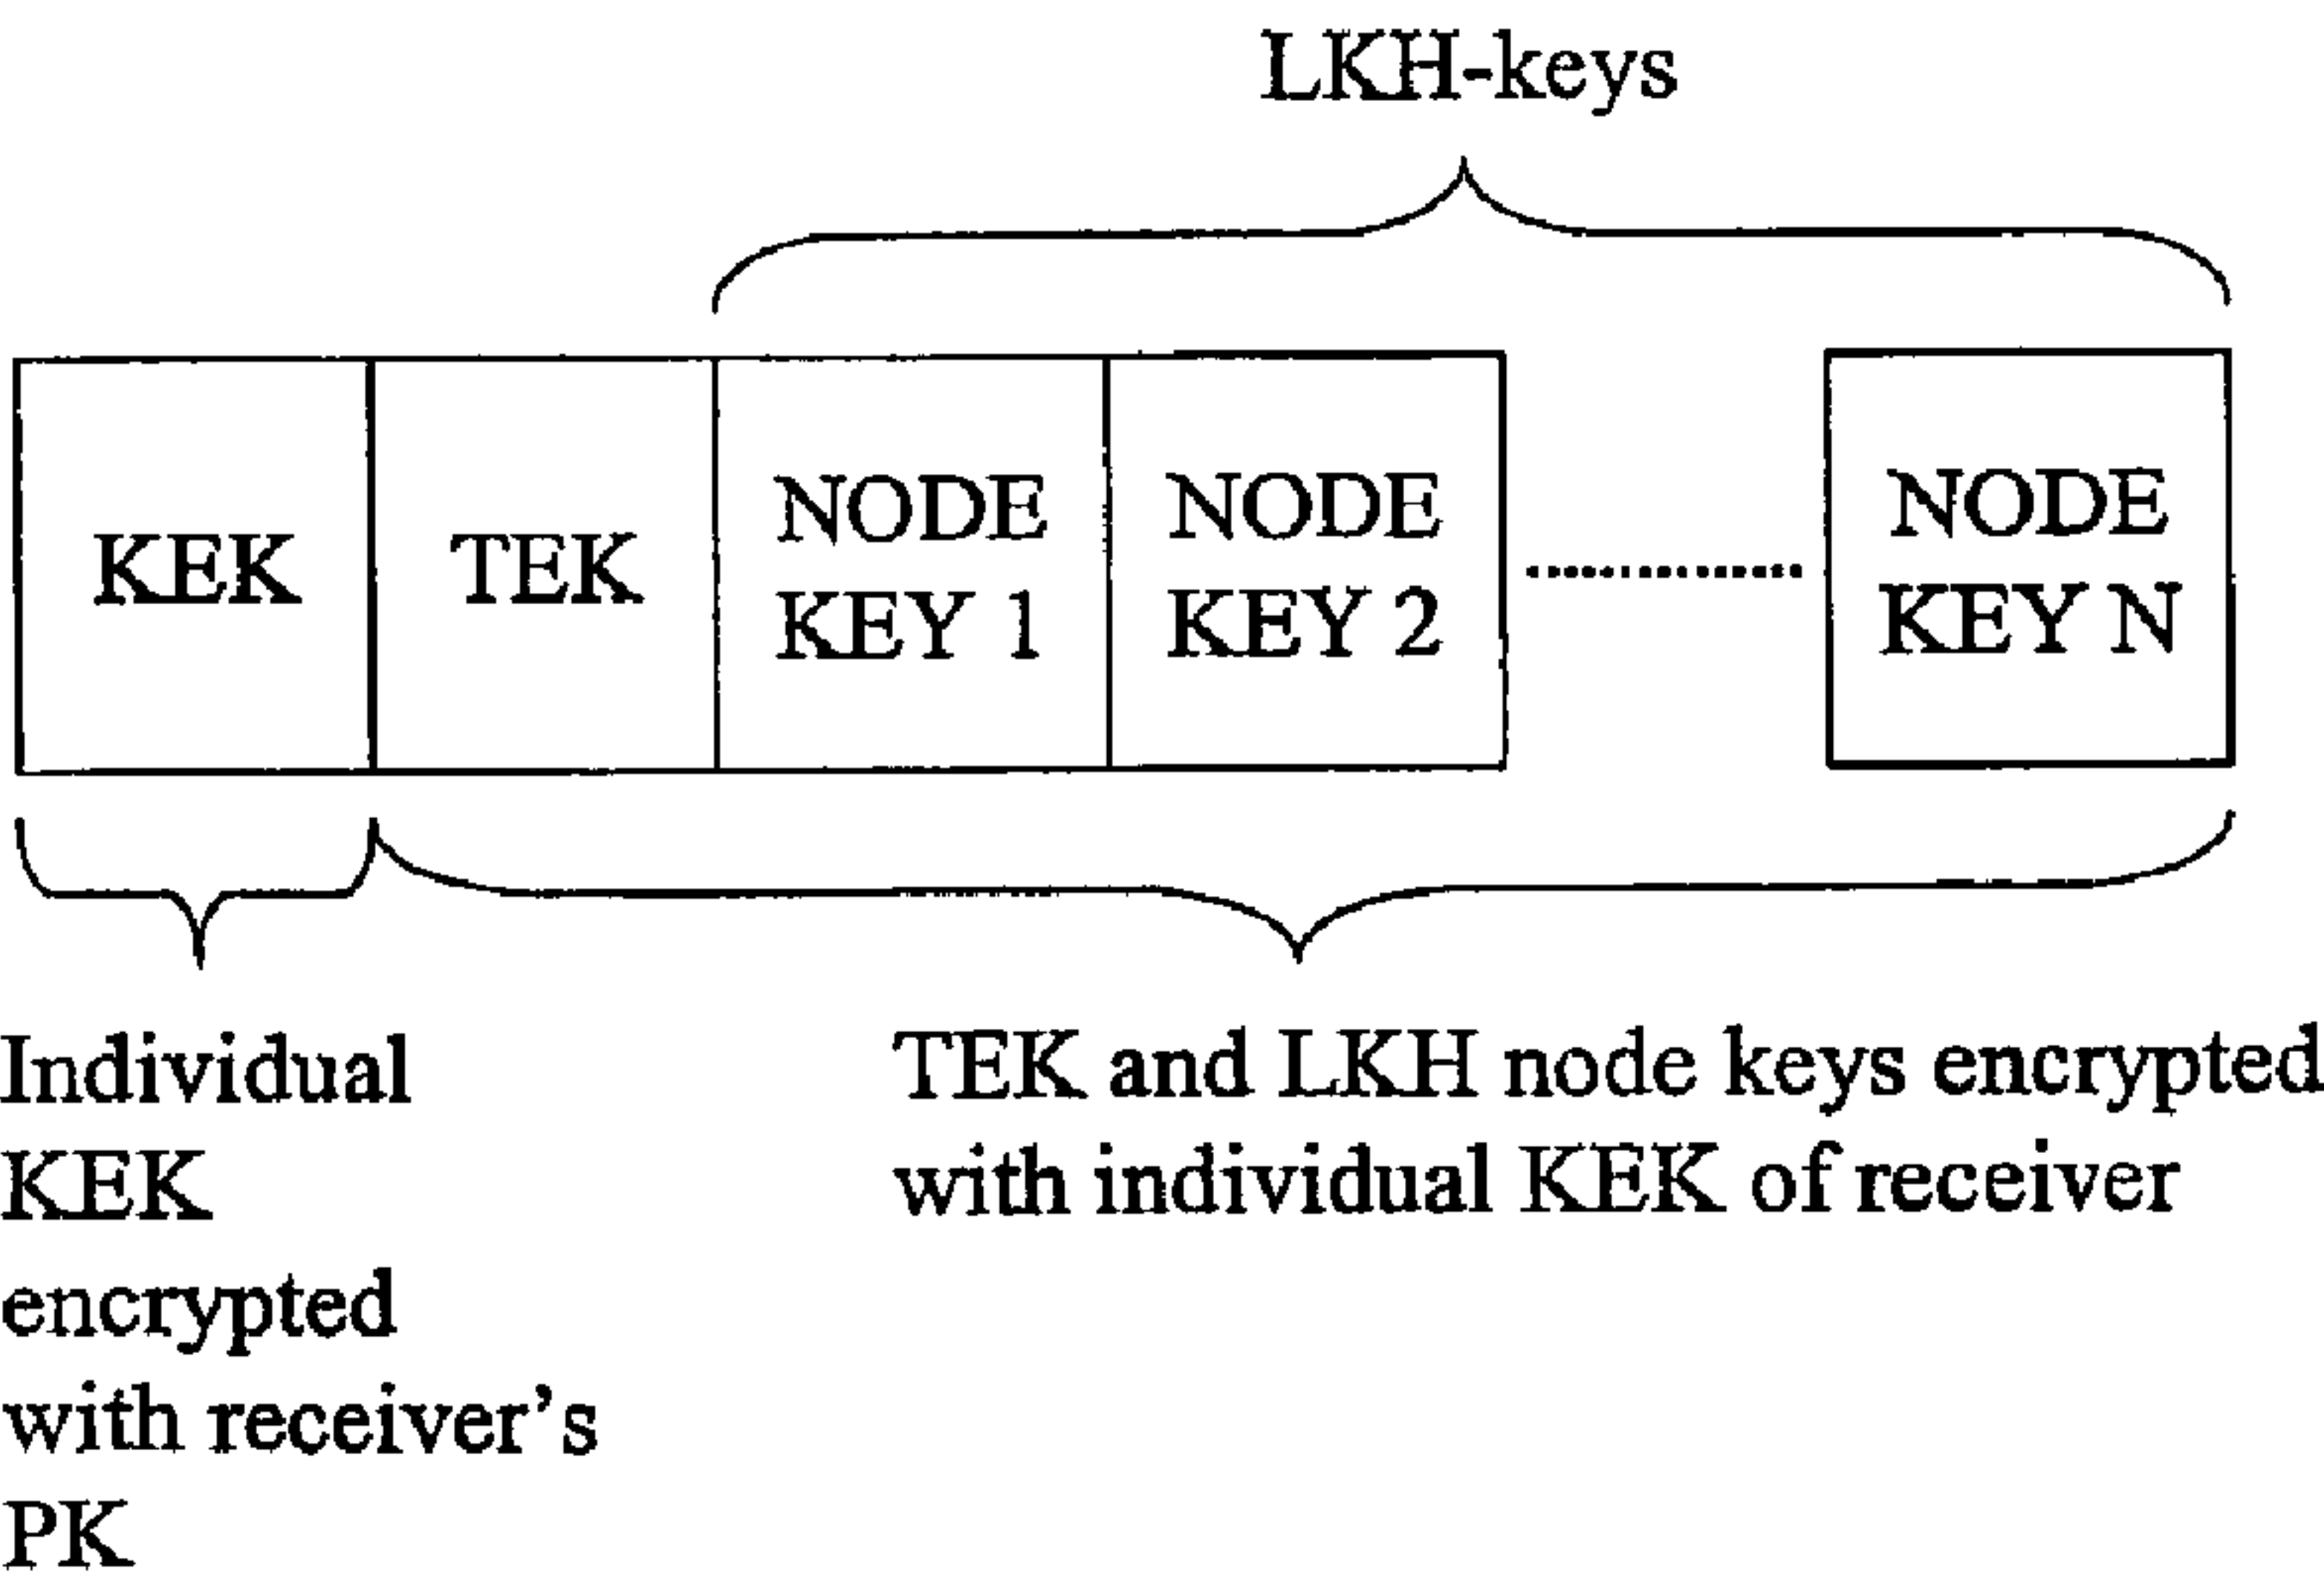 LKH-keys
KEK
TEK
NODE
KEY 1
NODE
KEY 2
NODE
KEY N
Individual
KEK
encrypted
with receiver's
PK
TEK and LKH node keys encrypted
with individual KEK of receiver